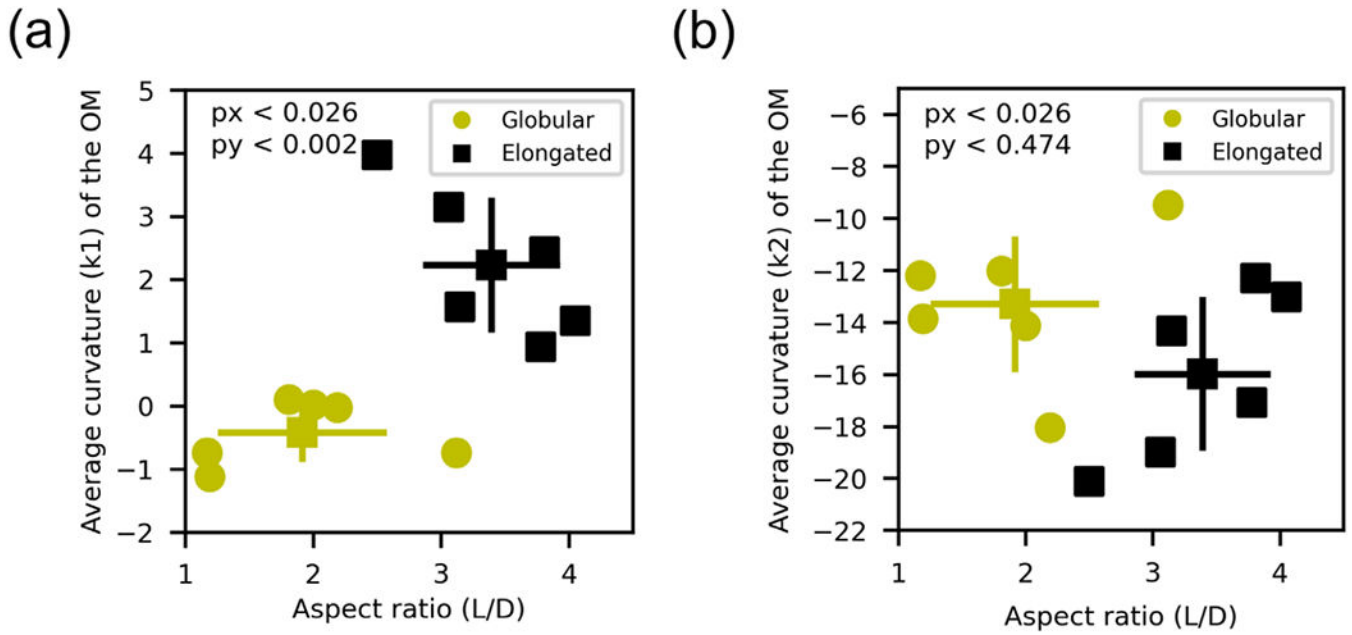 (a)
Average curvature (k1) of the OM
5
4
3
2
1
0
−1
−2
px < 0.026
py < 0.002
Globular
Elongated
1 2 3 4
Aspect ratio (L/D)
(b)
Average curvature (k2) of the OM
−6
−8
−10
−12
−14
−16
−18
−20
−22
px < 0.026
py < 0.474
Globular
Elongated
1 2 3 4
Aspect ratio (L/D)